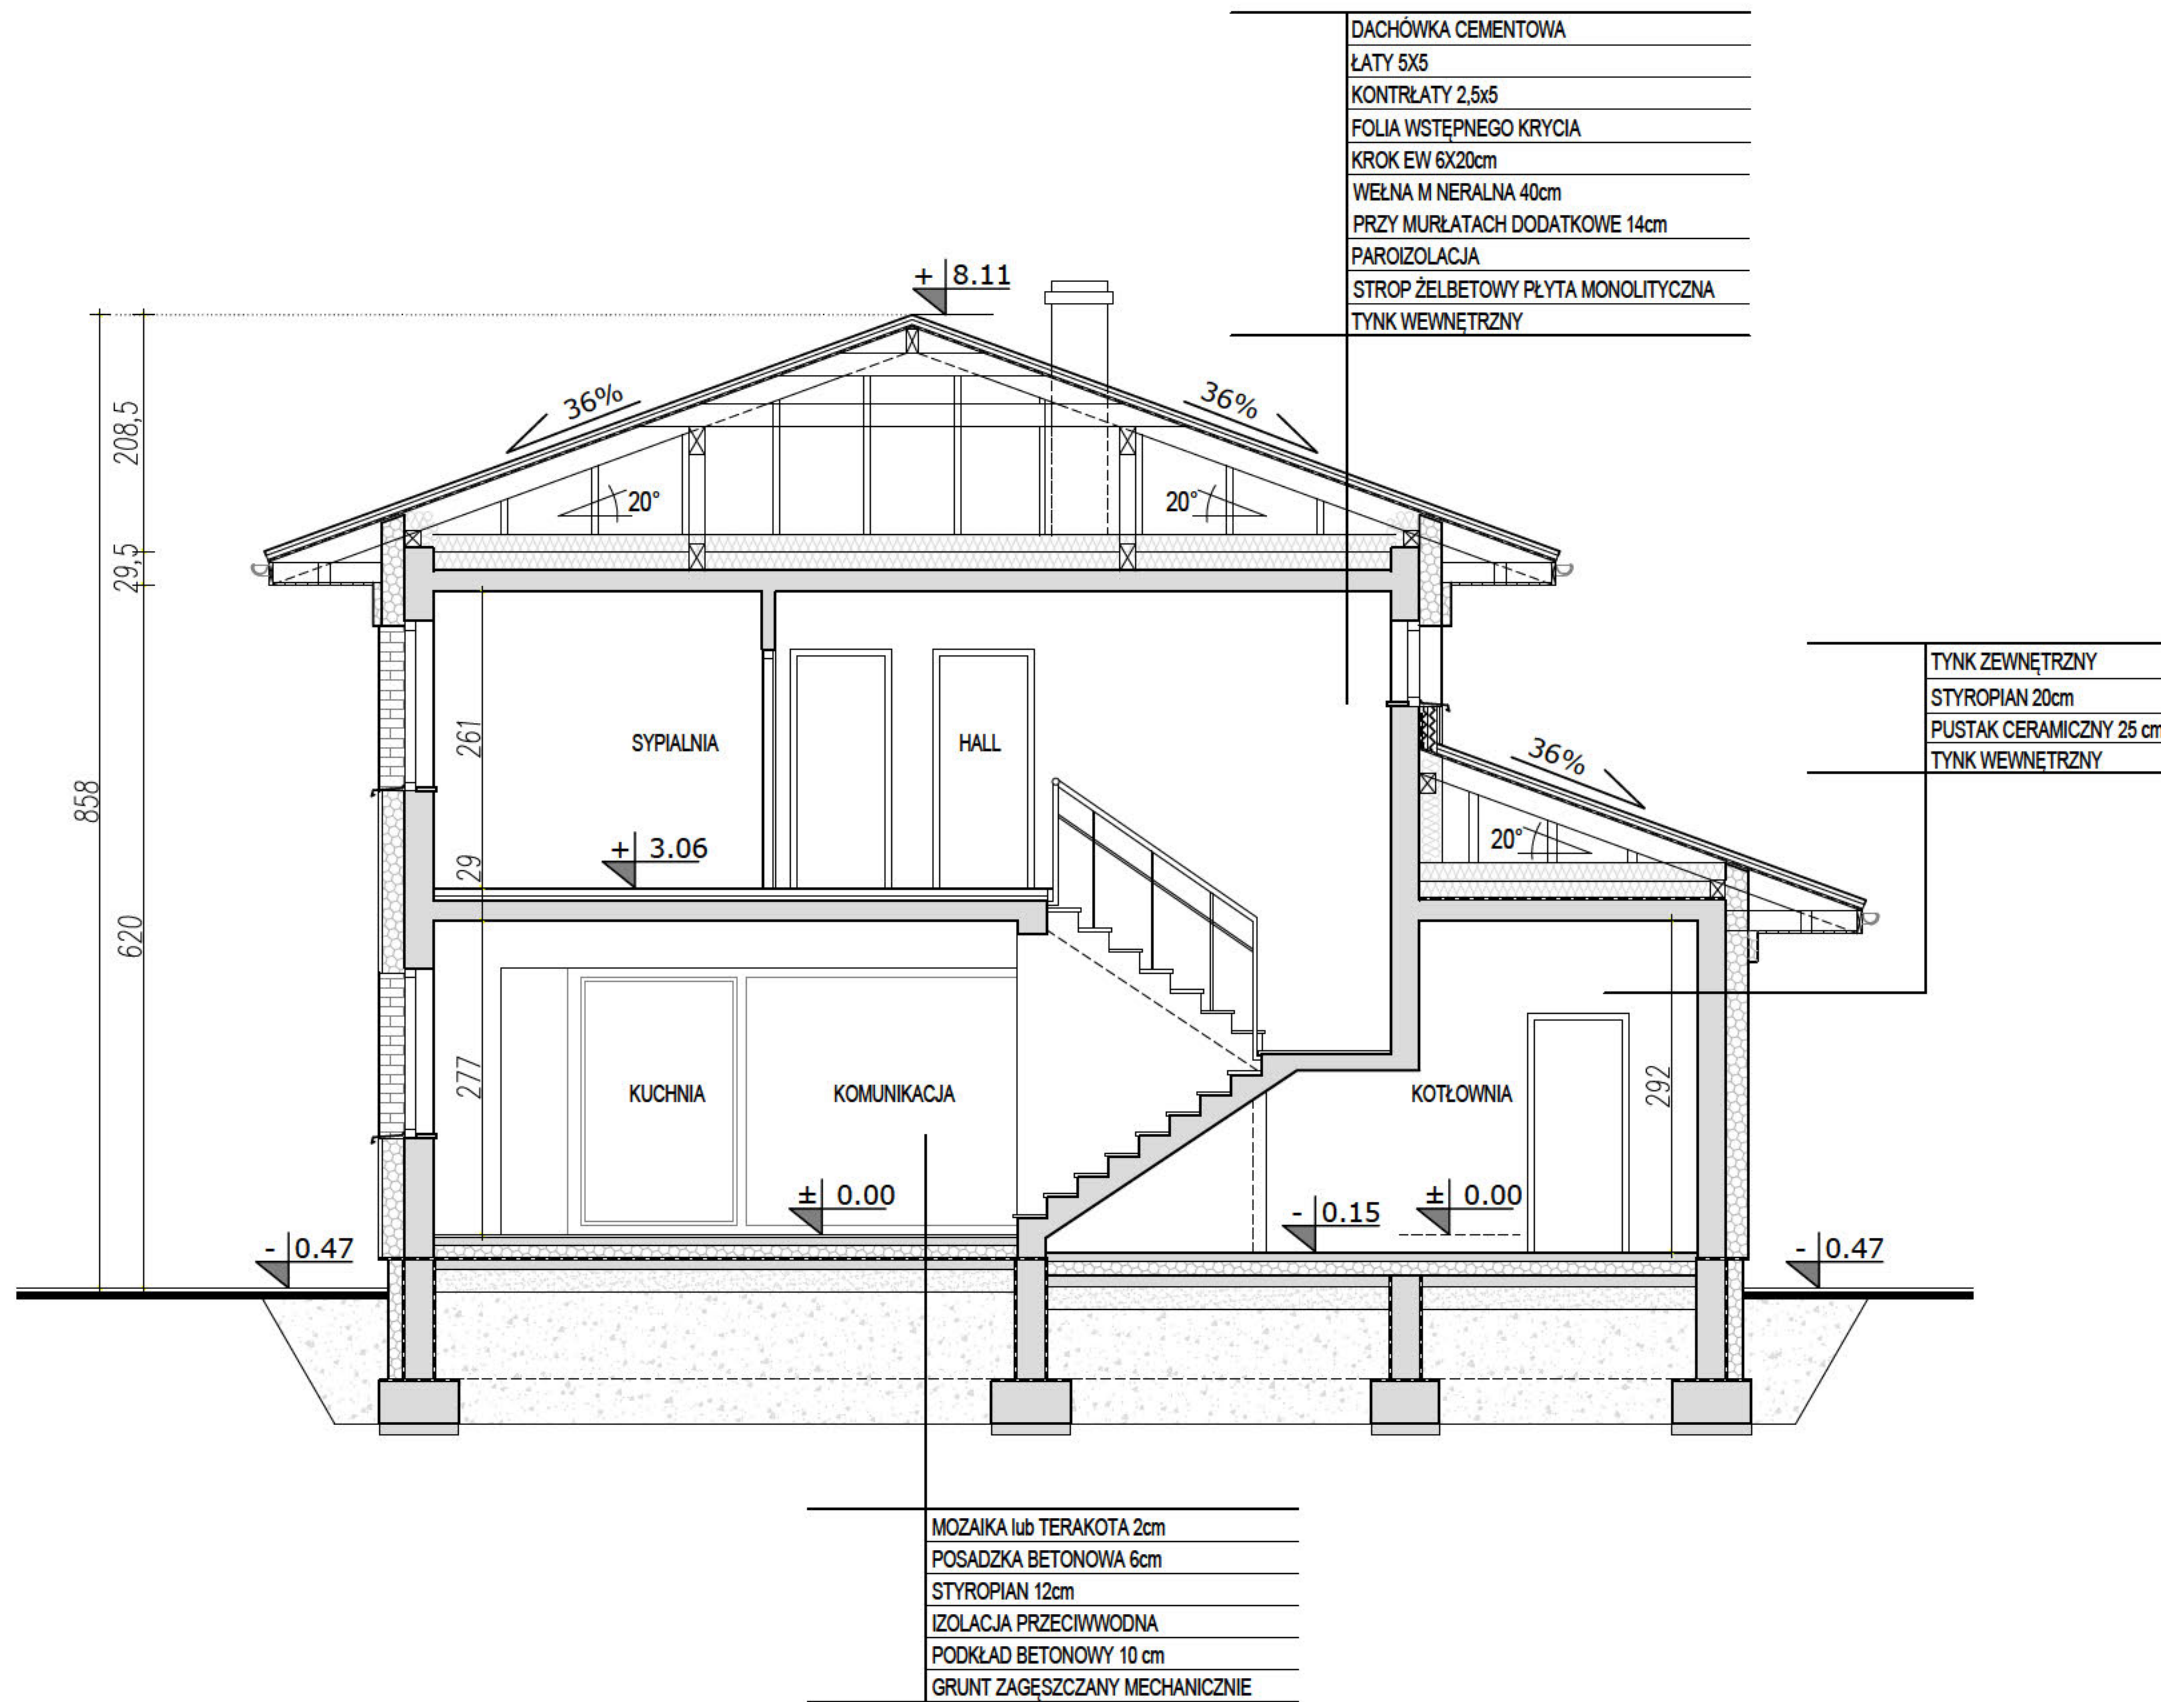 DACHÓWKA CEMENTOWA
ŁATY 5X5
KONTRŁATY 2,5x5
FOLIA WSTĘPNEGO KRYCIA
KROK EW 6X20cm
WEŁNA M NERALNA 40cm
PRZY MURŁATACH DODATKOWE 14cm
PAROIZOLACJA
STROP ŻELBETOWY PŁYTA MONOLITYCZNA
TYNK WEWNĘTRZNY
+ 8.11
36%
36%
208,5
20°
20°
29,5
TYNK ZEWNĘTRZNY
STYROPIAN 20cm
PUSTAK CERAMICZNY 25 cm
TYNK WEWNĘTRZNY
261
SYPIALNIA
HALL
36%
858
+ 3.06
29
20°
620
277
KUCHNIA
KOMUNIKACJA
KOTŁOWNIA
292
± 0.00
- 0.15
± 0.00
- 0.47
- 0.47
MOZAIKA lub TERAKOTA 2cm
POSADZKA BETONOWA 6cm
STYROPIAN 12cm
IZOLACJA PRZECIWWODNA
PODKŁAD BETONOWY 10 cm
GRUNT ZAGĘSZCZANY MECHANICZNIE